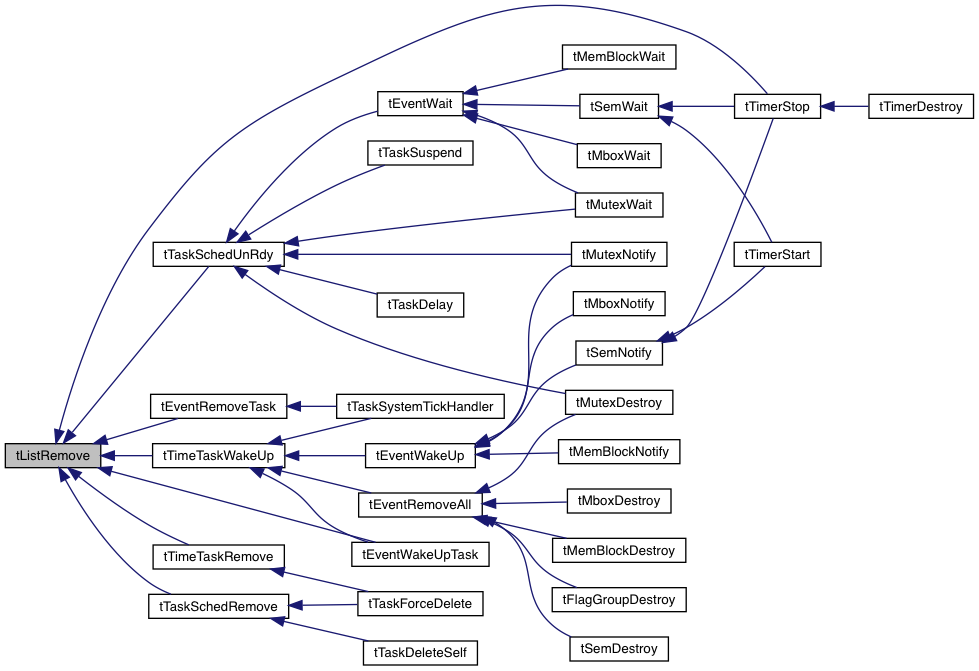 tMemBlockWait
tEventWait
tSemWait
tTimerStop
tTimerDestroy
tTaskSuspend
tMboxWait
tMutexWait
tTaskSchedUnRdy
tMutexNotify
tTimerStart
tTaskDelay
tMboxNotify
tSemNotify
tEventRemoveTask
tTaskSystemTickHandler
tMutexDestroy
tListRemove
tTimeTaskWakeUp
tEventWakeUp
tMemBlockNotify
tEventRemoveAll
tMboxDestroy
tTimeTaskRemove
tEventWakeUpTask
tMemBlockDestroy
tTaskSchedRemove
tTaskForceDelete
tFlagGroupDestroy
tTaskDeleteSelf
tSemDestroy